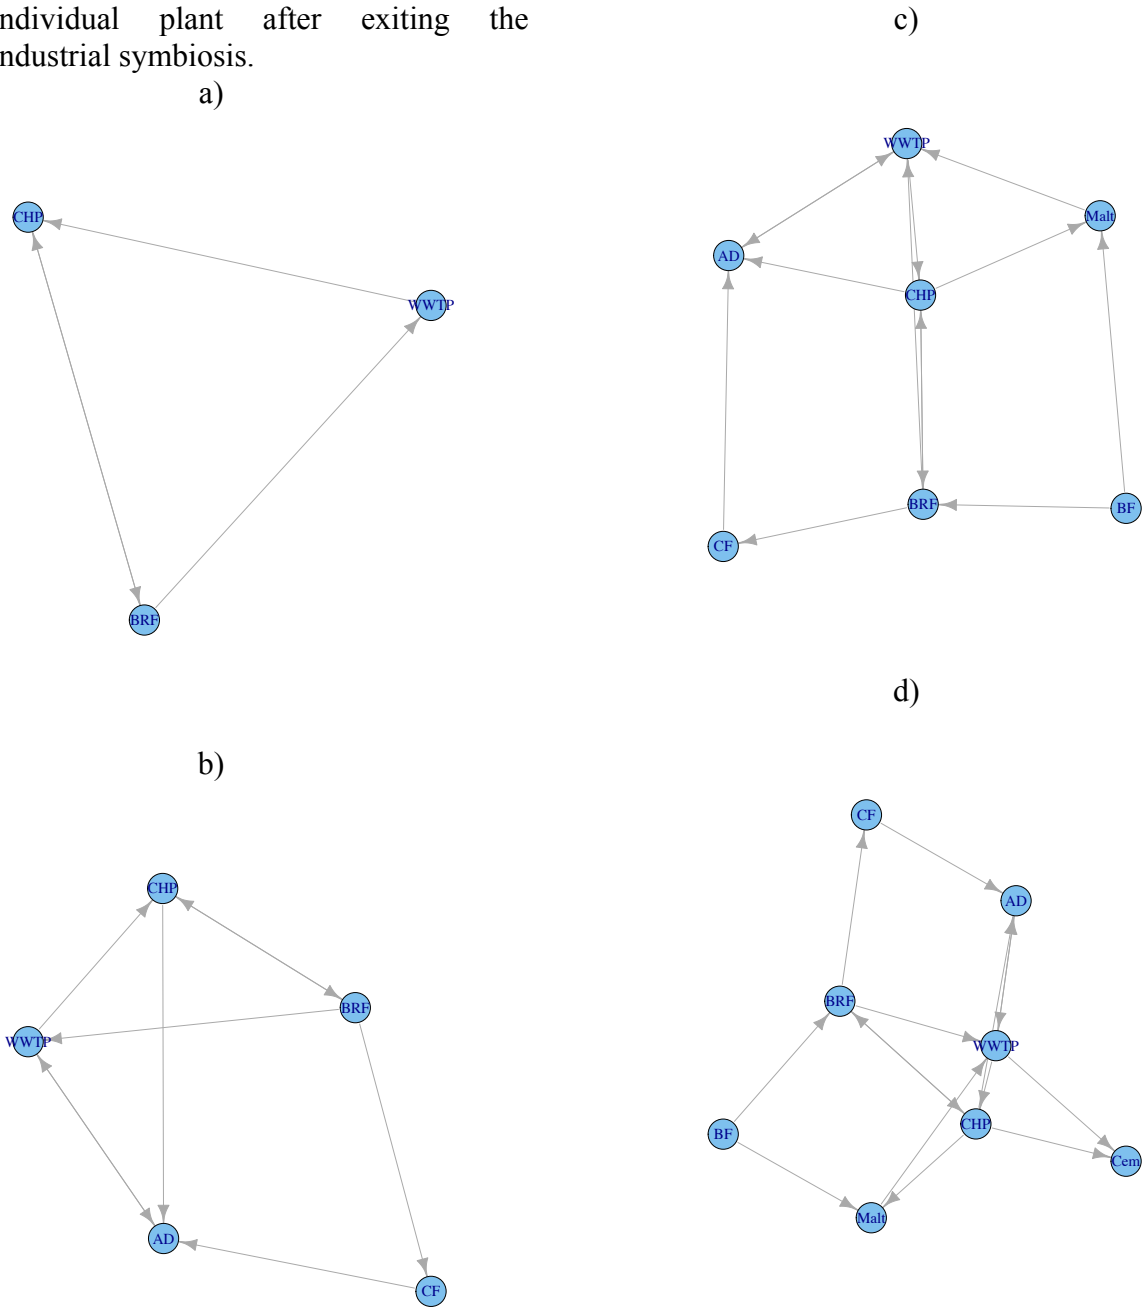 ndividual plant after exiting the
ndustrial symbiosis.
a)
CHP
WWTP
BRF
b)
CHP
BRF
WWTP
AD
CF
c)
WWTP
Malt
AD
CHP
BRF
BF
CF
d)
CF
AD
BRF
WWTP
CHP
BF
Cem
Malt